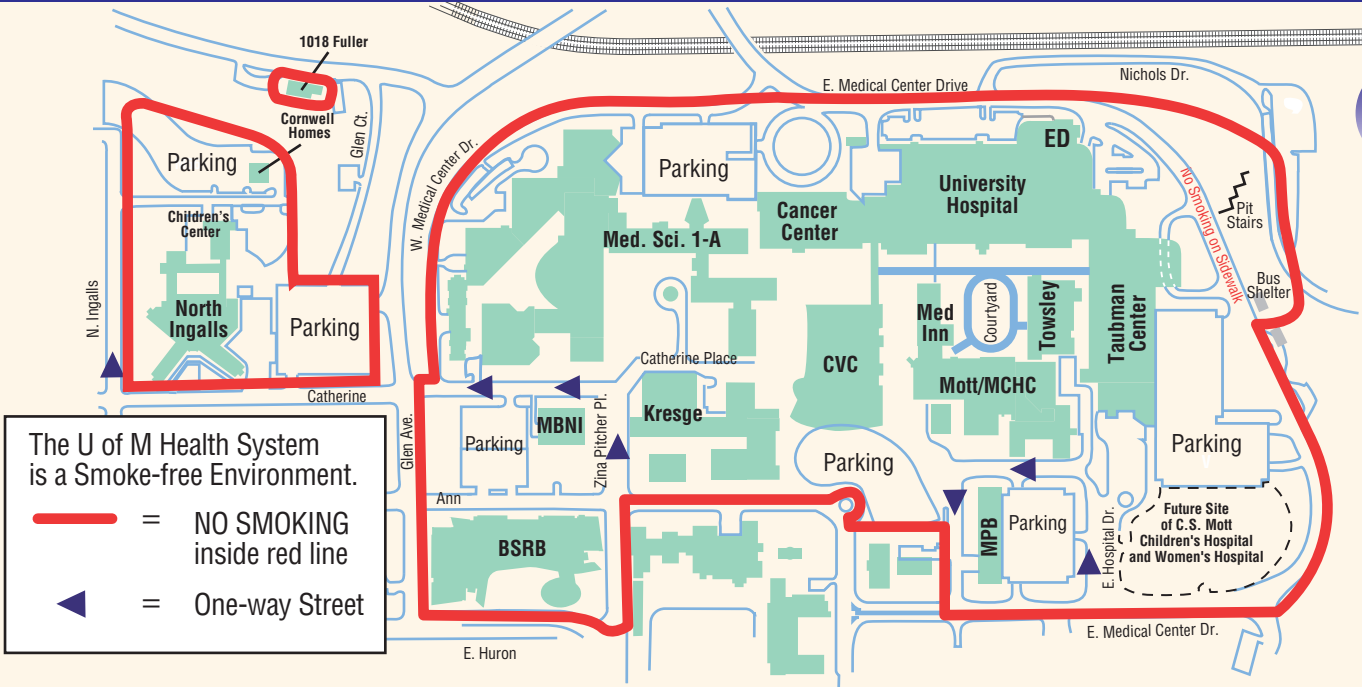 1018 Fuller
Cornwell
Homes
Glen Ct.
Parking
Children's
Center
North
Ingalls
N. Ingalls
Parking
Catherine
W. Medical Center Dr.
E. Medical Center Drive
Nichols Dr.
Parking
ED
University
Hospital
Cancer
Center
Med. Sci. 1-A
No Smoking on Sidewalk
Pit
Stairs
Bus
Shelter
Med
Inn
Courtyard
Towsley
Taubman
Center
CVC
Mott/MCHC
Catherine Place
Kresge
MBNI
Zina Pitcher Pl.
Parking
Glen Ave.
Ann
BSRB
Parking
MPB
Parking
E. Hospital Dr.
Parking
Future Site
of C.S. Mott
Children's Hospital
and Women's Hospital
E. Medical Center Dr.
E. Huron
The U of M Health System
is a Smoke-free Environment.
= NO SMOKING
inside red line
= One-way Street